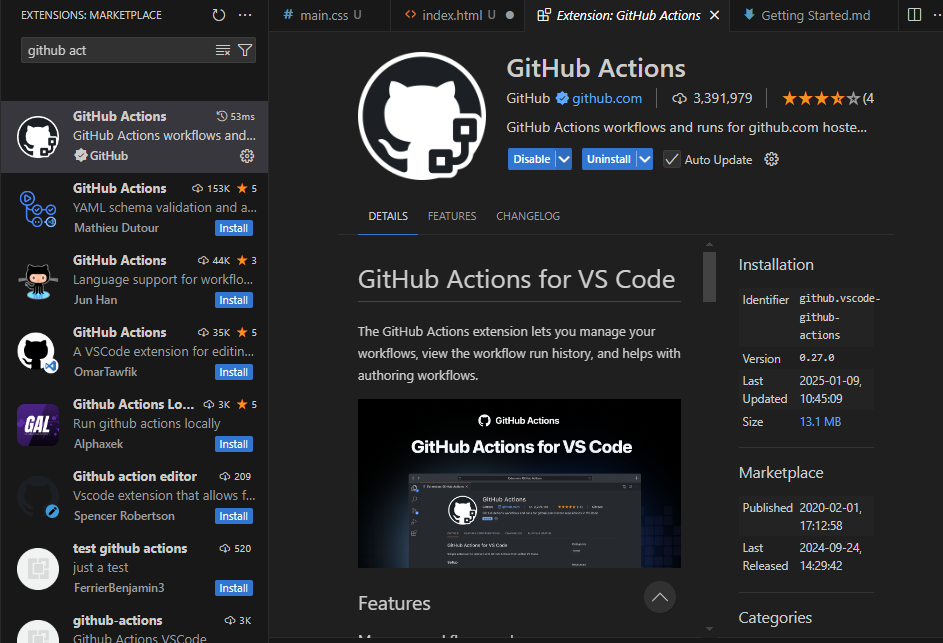 EXTENSIONS: MARKETPLACE
github act
GitHub Actions 53ms
GitHub Actions workflows and...
GitHub
GitHub Actions 153K 5
YAML schema validation and a...
Mathieu Dutour Install
GitHub Actions 44K 3
Language support for workflo...
Jun Han Install
GitHub Actions 35K 5
A VSCode extension for editin...
OmarTawfik Install
Github Actions Lo... 3K 5
GAL
Run github actions locally
Alphaxek Install
Github action editor 209
Vscode extension that allows f...
Spencer Robertson Install
test github actions 520
just a test
FerrierBenjamin3 Install
github-actions 3K
Github Actions VSCode
# main.css U
<> index.html U
Extension: GitHub Actions
Getting Started.md
GitHub Actions
GitHub github.com 3,391,979 (4
GitHub Actions workflows and runs for github.com hoste...
Disable Uninstall Auto Update
DETAILS FEATURES CHANGELOG
GitHub Actions for VS Code
The GitHub Actions extension lets you manage your
workflows, view the workflow run history, and helps with
authoring workflows.
GitHub Actions
GitHub Actions for VS Code
GitHub Actions
GitHub Actions for VS Code
Features
Installation
Identifier github.vscode-
github-
actions
Version 0.27.0
Last 2025-01-09,
Updated 10:45:09
Size 13.1 MB
Marketplace
Published 2020-02-01,
17:12:58
Last 2024-09-24,
Released 14:29:42
Categories